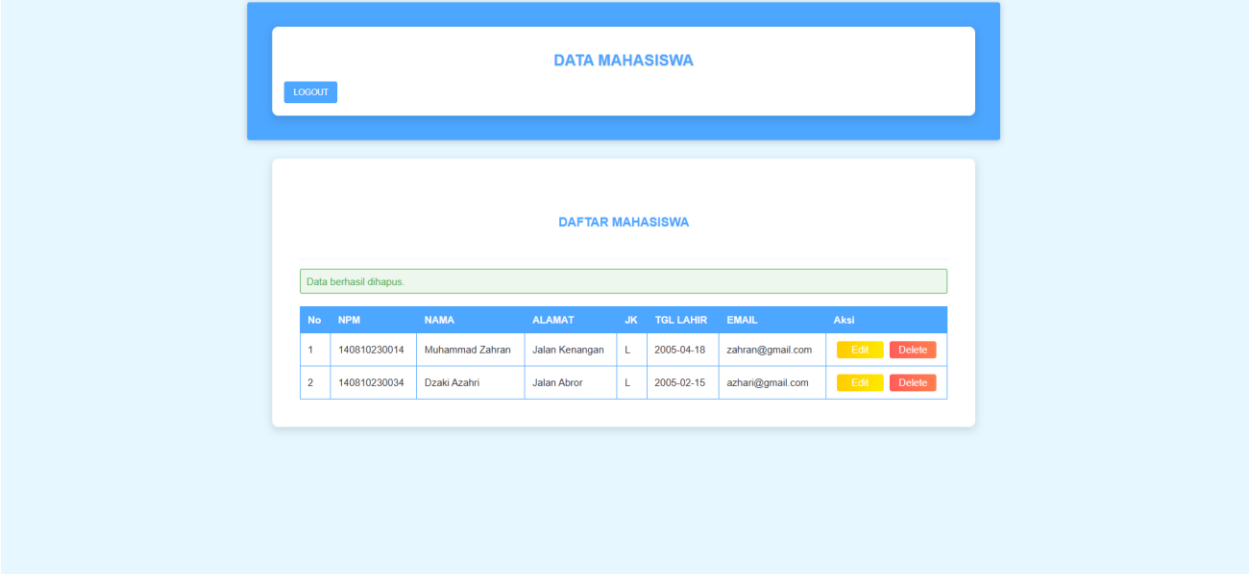 DATA MAHASISWA
LOGOUT
DAFTAR MAHASISWA
Data berhasil dihapus.
No NPM NAMA ALAMAT JK TGL LAHIR EMAIL Aksi
1 140810230014 Muhammad Zahran Jalan Kenangan L 2005-04-18 zahran@gmail.com Edit Delete
2 140810230034 Dzaki Azahri Jalan Abror L 2005-02-15 azhari@gmail.com Edit Delete